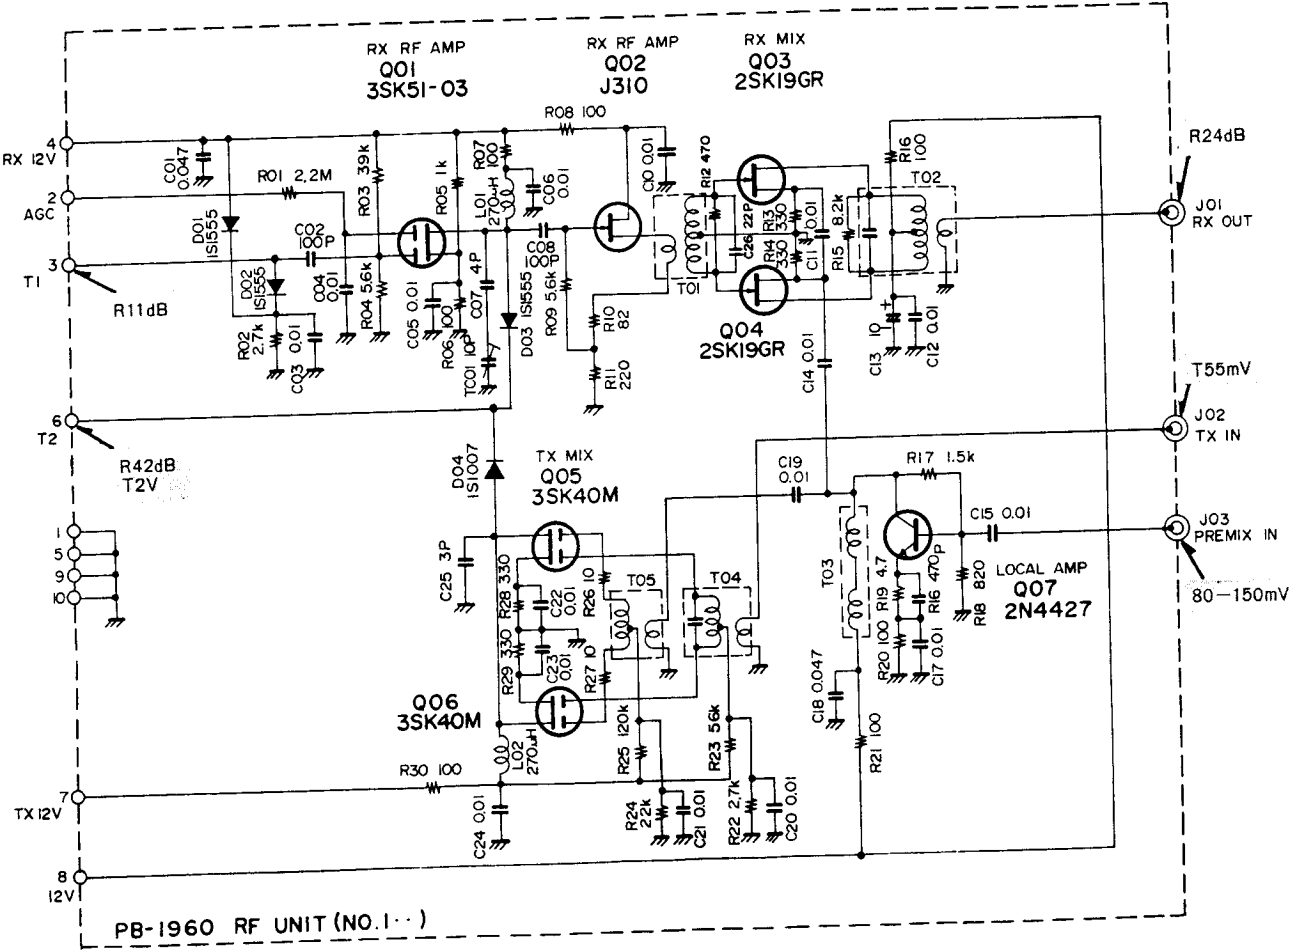 RX RF AMP
Q01
3SK51-03
RX RF AMP
Q02
J310
RX MIX
Q03
2SK19GR
R08 100
4
RX 12V
C01
0.047
2
AGC
R01 2.2M
D01
1S1555
R03 39k
R05 1k
R07
100
L01
270uH
C06
0.01
C10 0.01
R12 470
R16
100
T02
R24dB
J01
RX OUT
3
T1
R11dB
C02
100P
D02
1S1555
C04
0.01
R04 5.6k
C05 0.01
R06 100
C07 4P
TC01 10P
D03 1S1555
C08
100P
R09 5.6k
R10
82
R11
220
T01
C26 22P
R13
330
R14
330
C11 0.01
R15 8.2k
Q04
2SK19GR
C14 0.01
C13 10
+
C12 0.01
R02
2.7k
C03 0.01
T55mV
J02
TX IN
6
T2
R42dB
T2V
D04
1S1007
TX MIX
Q05
3SK40M
C19
0.01
R17 1.5k
C15 0.01
J03
PREMIX IN
80-150mV
LOCAL AMP
Q07
2N4427
1
5
9
10
C25 3P
R28 330
C22
0.01
R26 10
R29 330
C23
0.01
R27 10
T05
T04
T03
R19 4.7
R16 470P
R18 820
R20 100
C17 0.01
C18 0.047
R21 100
Q06
3SK40M
L02
270uH
R25 120k
R23 56k
R30 100
7
TX 12V
C24 0.01
R24
22k
C21 0.01
R22 2.7k
C20 0.01
8
12V
PB-1960 RF UNIT (NO.1··)